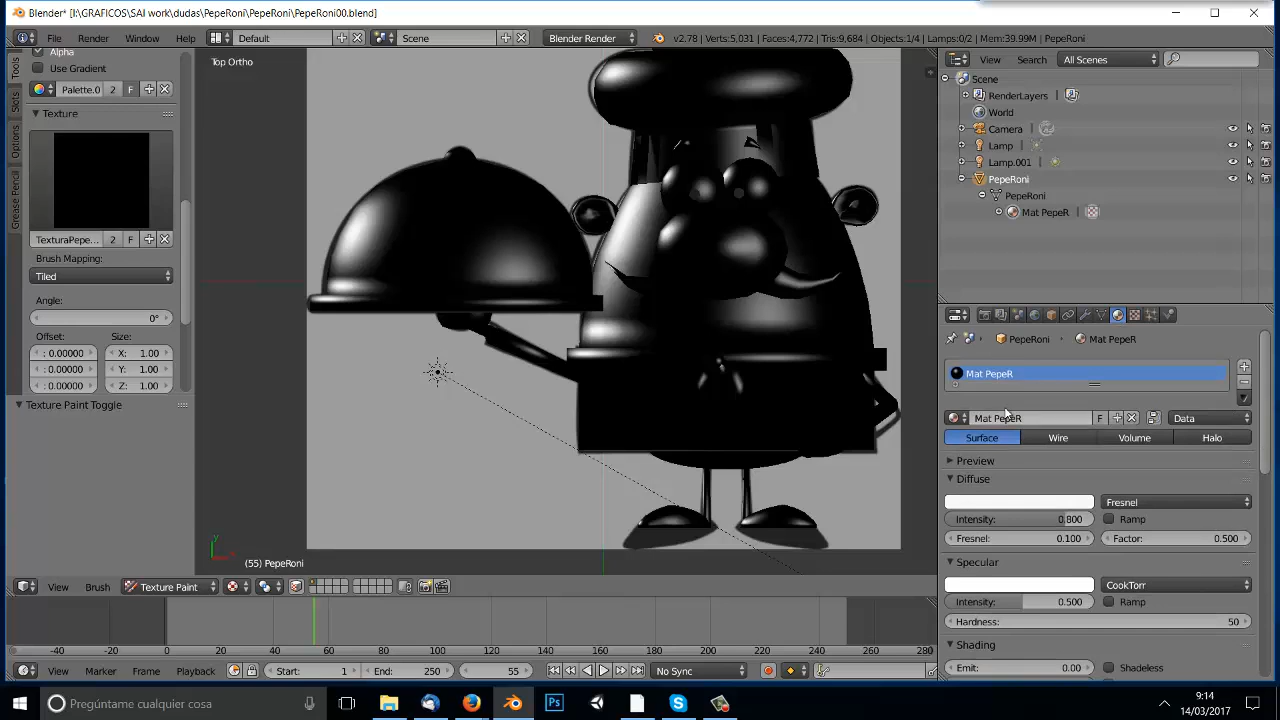 Blender* [I:\GRAFICOS\SAI work\dudas\PepeRoni\PepeRoni\PepeRoni00.blend]
File Render Window Help Default Scene Blender Render v2.78 | Verts:5,031 | Faces:4,772 | Tris:9,684 | Objects:1/4 | Lamps:0/2 | Mem:39.99M | PepeRoni
Alpha
Use Gradient
Palette.0 2 F
Texture
TexturaPepe... 2 F
Brush Mapping:
Tiled
Angle:
0°
Offset: Size:
: 0.00000 X: 1.00
: 0.00000 Y: 1.00
: 0.00000 Z: 1.00
Texture Paint Toggle
Tools
Slots
Options
Grease Pencil
Top Ortho
(55) PepeRoni
View Brush Texture Paint
-40 -20 0 20 40 60 80 100 120 140 160 180 200 220 240 260 280
View Marker Frame Playback Start: 1 End: 250 55 No Sync
View Search All Scenes
Scene
RenderLayers
World
Camera
Lamp
Lamp.001
PepeRoni
PepeRoni
Mat PepeR
PepeRoni Mat PepeR
Mat PepeR
Mat PepeR F Data
Surface Wire Volume Halo
Preview
Diffuse
Fresnel
Intensity: 0.800 Ramp
Fresnel: 0.100 Factor: 0.500
Specular
CookTorr
Intensity: 0.500 Ramp
Hardness: 50
Shading
Emit: 0.00 Shadeless
Pregúntame cualquier cosa
9:14
14/03/2017